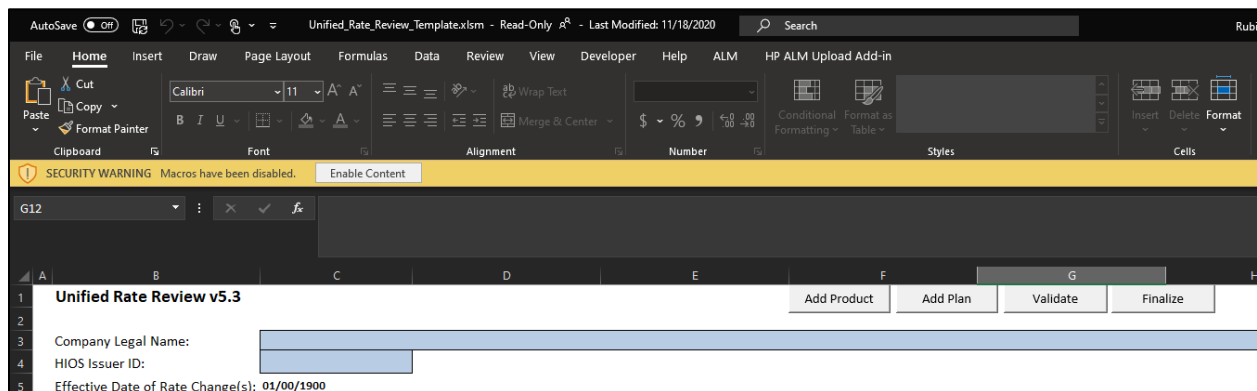 AutoSave Off Unified_Rate_Review_Template.xlsm - Read-Only - Last Modified: 11/18/2020 Search Rubi
File Home Insert Draw Page Layout Formulas Data Review View Developer Help ALM HP ALM Upload Add-in
Cut
Copy
Format Painter
Paste
Calibri 11 A A Wrap Text
B I U A Merge & Center $ % 9 Conditional Formatting Format as Table Insert Delete Format
Clipboard Font Alignment Number Styles Cells
SECURITY WARNING Macros have been disabled. Enable Content
G12 fx
A B C D E F G H
1 Unified Rate Review v5.3 Add Product Add Plan Validate Finalize
2
3 Company Legal Name:
4 HIOS Issuer ID:
5 Effective Date of Rate Change(s): 01/00/1900